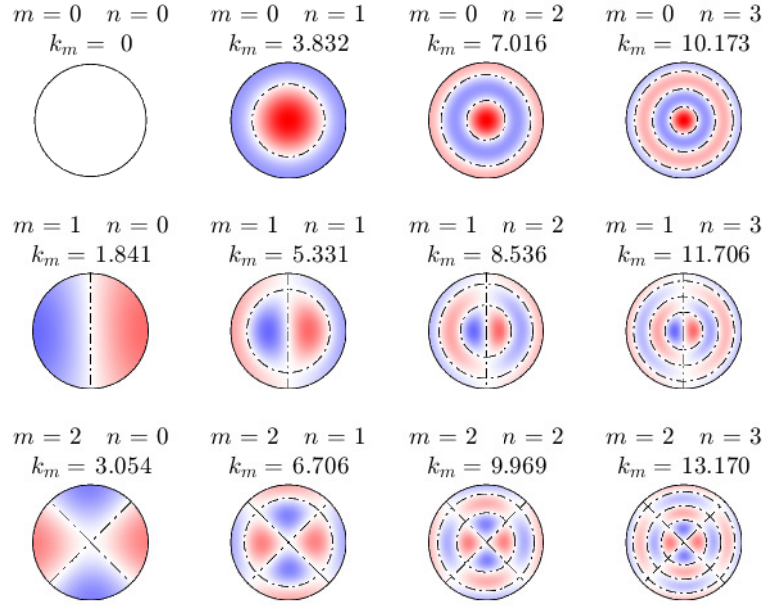 m = 0 n = 0
k_m = 0
m = 0 n = 1
k_m = 3.832
m = 0 n = 2
k_m = 7.016
m = 0 n = 3
k_m = 10.173
m = 1 n = 0
k_m = 1.841
m = 1 n = 1
k_m = 5.331
m = 1 n = 2
k_m = 8.536
m = 1 n = 3
k_m = 11.706
m = 2 n = 0
k_m = 3.054
m = 2 n = 1
k_m = 6.706
m = 2 n = 2
k_m = 9.969
m = 2 n = 3
k_m = 13.170